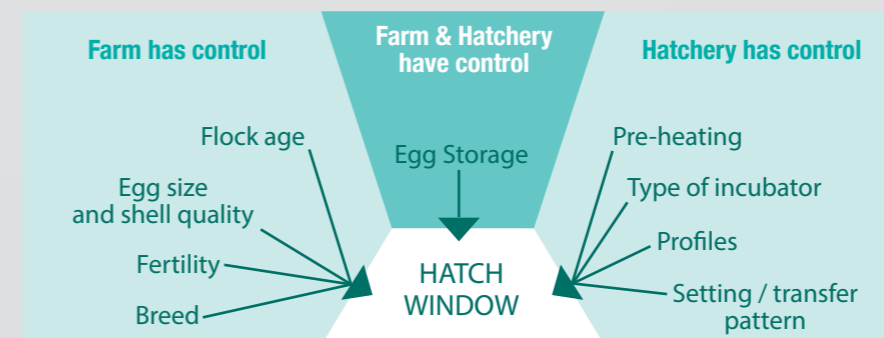 Farm has control
Farm & Hatchery
have control
Hatchery has control
Flock age
Egg size
and shell quality
Fertility
Breed
Egg Storage
HATCH
WINDOW
Pre-heating
Type of incubator
Profiles
Setting / transfer
pattern